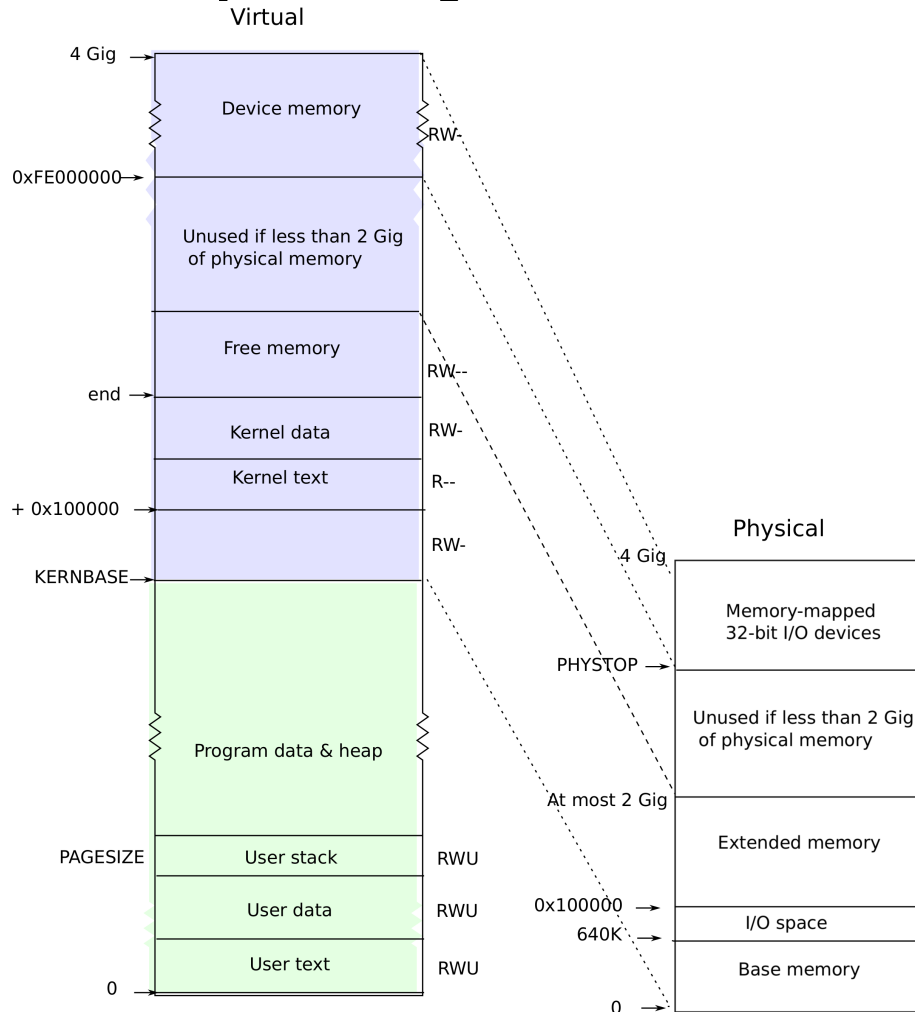 Virtual
4 Gig
Device memory
RW-
0xFE000000
Unused if less than 2 Gig
of physical memory
Free memory
RW--
end
Kernel data
RW-
Kernel text
R--
+ 0x100000
RW-
KERNBASE
Program data & heap
PAGESIZE
User stack
RWU
User data
RWU
User text
RWU
0
Physical
4 Gig
Memory-mapped
32-bit I/O devices
PHYSTOP
Unused if less than 2 Gig
of physical memory
At most 2 Gig
Extended memory
0x100000
I/O space
640K
Base memory
0